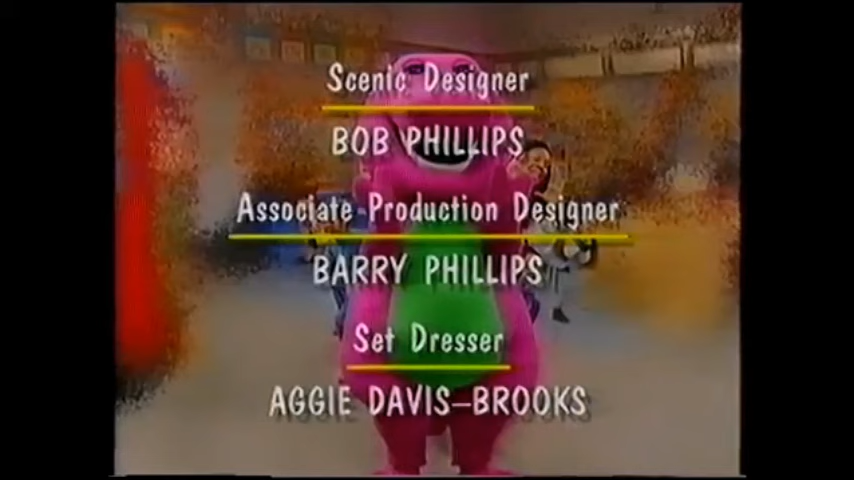 Scenic Designer
BOB PHILLIPS
Associate Production Designer
BARRY PHILLIPS
Set Dresser
AGGIE DAVIS–BROOKS